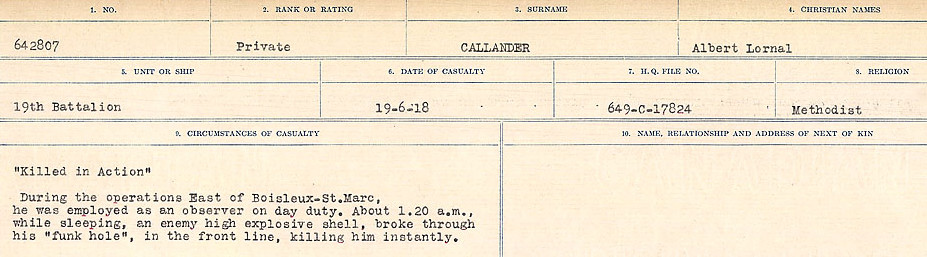 1. NO. 2. RANK OR RATING 3. SURNAME 4. CHRISTIAN NAMES
642807 Private CALLANDER Albert Lornal
5. UNIT OR SHIP 6. DATE OF CASUALTY 7. H.Q. FILE NO. 8. RELIGION
19th Battalion 19-6-18 649-C-17824 Methodist
9. CIRCUMSTANCES OF CASUALTY 10. NAME, RELATIONSHIP AND ADDRESS OF NEXT OF KIN
"Killed in Action"
During the operations East of Boisleux-St.Marc,
he was employed as an observer on day duty. About 1.20 a.m.,
while sleeping, an enemy high explosive shell, broke through
his "funk hole", in the front line, killing him instantly.